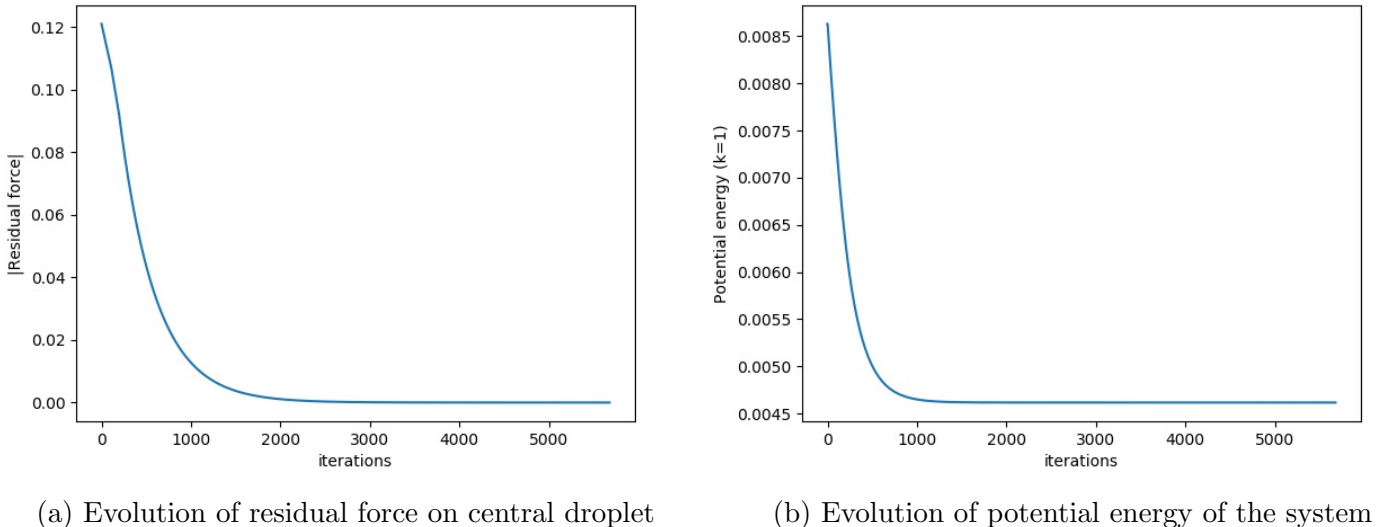 0.12
0.10
0.08
0.06
0.04
0.02
0.00
|Residual force|
0 1000 2000 3000 4000 5000
iterations
(a) Evolution of residual force on central droplet
0.0085
0.0080
0.0075
0.0070
0.0065
0.0060
0.0055
0.0050
0.0045
Potential energy (k=1)
0 1000 2000 3000 4000 5000
iterations
(b) Evolution of potential energy of the system